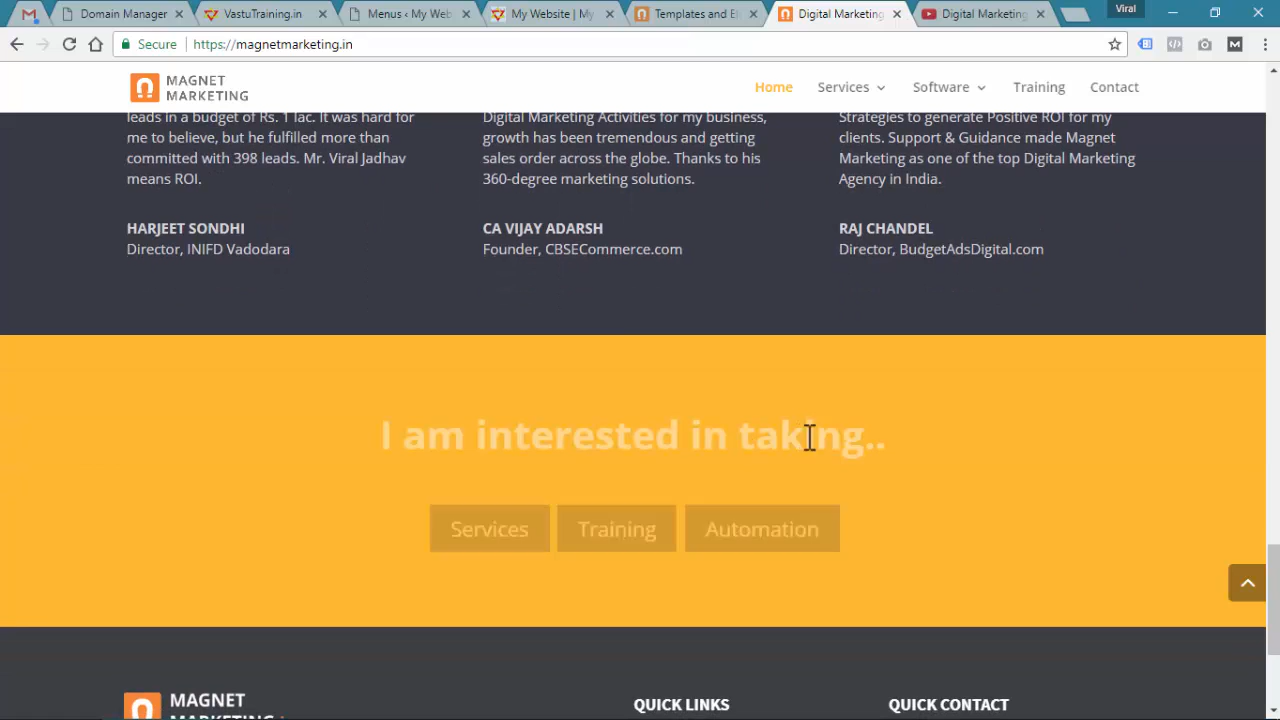 Domain Manager
VastuTraining.in
Menus ‹ My Web
My Website | My
Templates and E
Digital Marketing
Digital Marketing
Viral
Secure
https://magnetmarketing.in
MAGNET
MARKETING
Home
Services
Software
Training
Contact
leads in a budget of Rs. 1 lac. It was hard for
me to believe, but he fulfilled more than
committed with 398 leads. Mr. Viral Jadhav
means ROI.
HARJEET SONDHI
Director, INIFD Vadodara
Digital Marketing Activities for my business,
growth has been tremendous and getting
sales order across the globe. Thanks to his
360-degree marketing solutions.
CA VIJAY ADARSH
Founder, CBSECommerce.com
Strategies to generate Positive ROI for my
clients. Support & Guidance made Magnet
Marketing as one of the top Digital Marketing
Agency in India.
RAJ CHANDEL
Director, BudgetAdsDigital.com
I am interested in taking..
Services
Training
Automation
MAGNET
MARKETING
QUICK LINKS
QUICK CONTACT